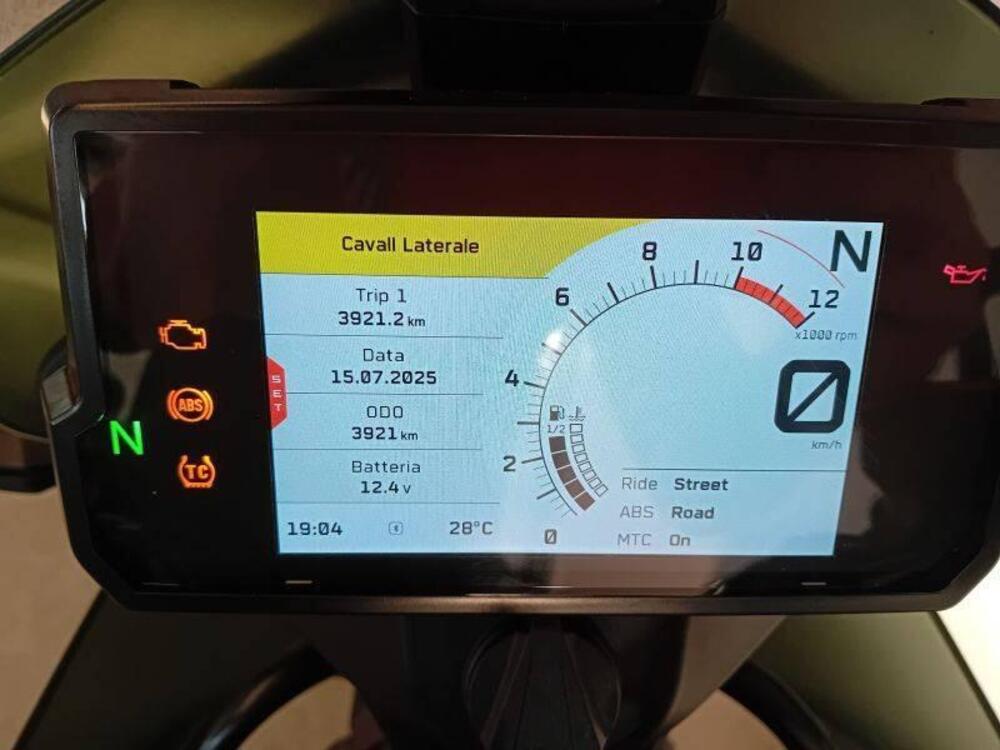 Cavall Laterale
Trip 1
3921.2 km
Data
15.07.2025
ODO
3921 km
Batteria
12.4 v
19:04
28°C
SET
ABS
N
TC
0
2
4
6
8
10
12
x1000 rpm
N
1/2
0
km/h
Ride Street
ABS Road
MTC On